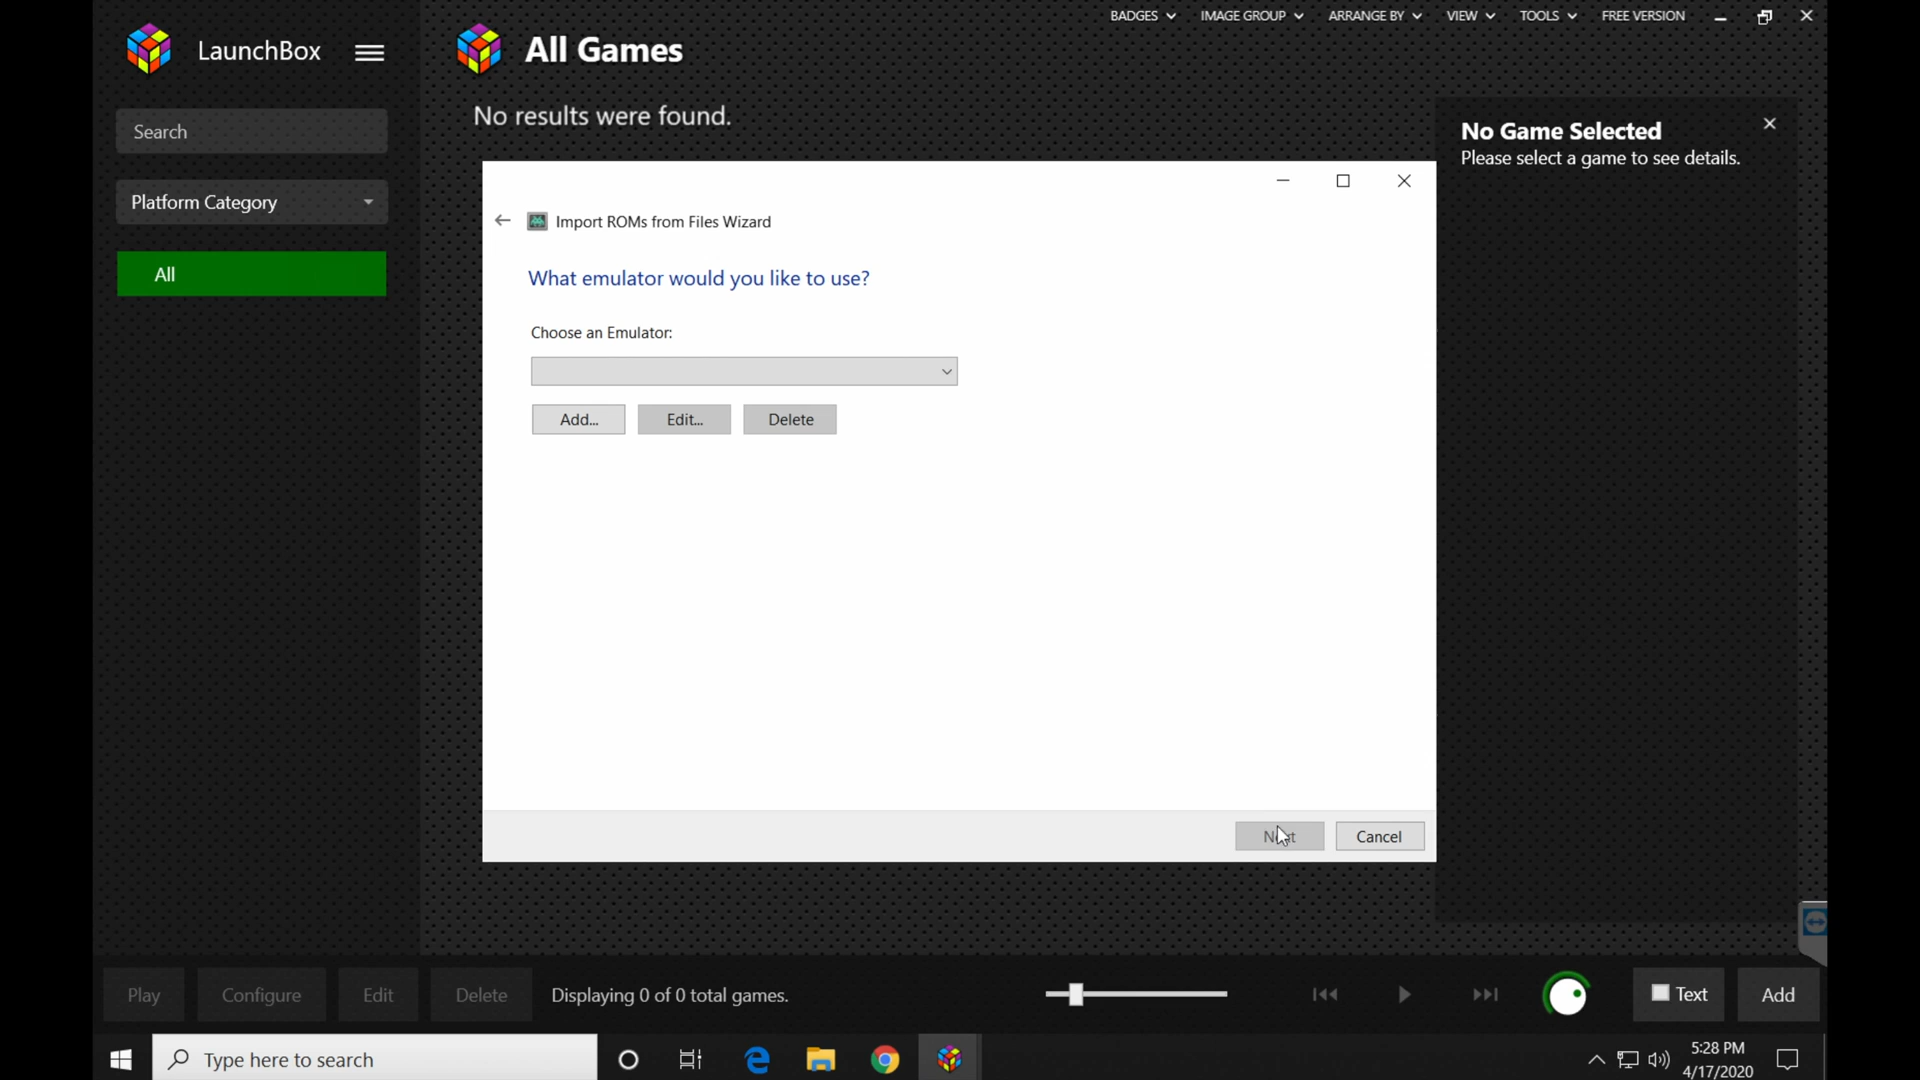 BADGES IMAGE GROUP ARRANGE BY VIEW TOOLS FREE VERSION
LaunchBox
All Games
Search
No results were found.
No Game Selected
Please select a game to see details.
Platform Category
All
Import ROMs from Files Wizard
What emulator would you like to use?
Choose an Emulator:
Add... Edit... Delete
Next Cancel
Play Configure Edit Delete Displaying 0 of 0 total games. Text Add
Type here to search
5:28 PM
4/17/2020